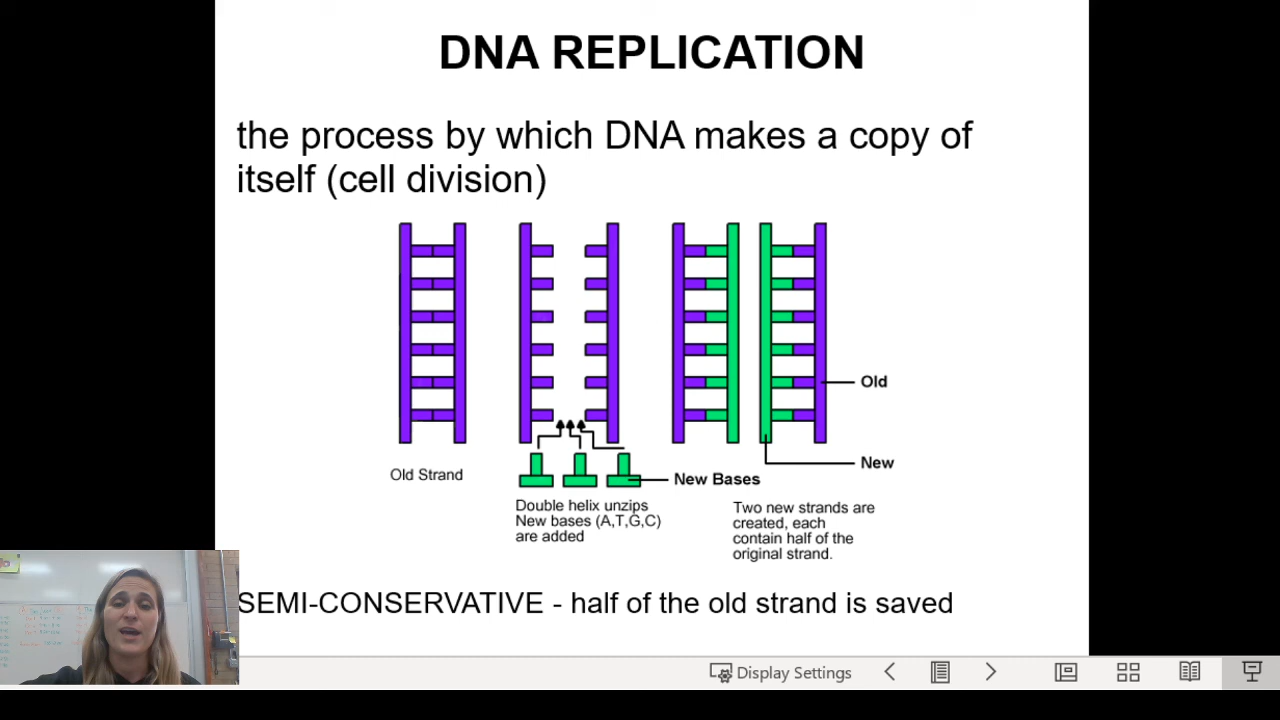 DNA REPLICATION
the process by which DNA makes a copy of
itself (cell division)
Old
New
Old Strand
New Bases
Double helix unzips
New bases (A,T,G,C)
are added
Two new strands are
created, each
contain half of the
original strand.
SEMI-CONSERVATIVE - half of the old strand is saved
Display Settings